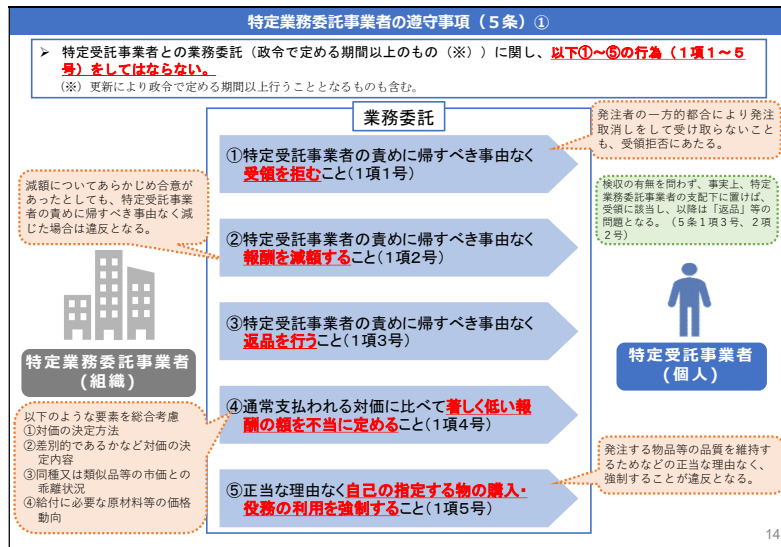 特定業務委託事業者の遵守事項（５条）①
➢ 特定受託事業者との業務委託（政令で定める期間以上のもの（※））に関し、以下①～⑤の行為（１項１～５
号）をしてはならない。
（※）更新により政令で定める期間以上行うこととなるものも含む。
業務委託
①特定受託事業者の責めに帰すべき事由なく
受領を拒むこと（１項１号）
発注者の一方的都合により発注
取消しをして受け取らないこと
も、受領拒否にあたる。
減額についてあらかじめ合意が
あったとしても、特定受託事業
者の責めに帰すべき事由なく減
じた場合は違反となる。
検収の有無を問わず、事実上、特定
業務委託事業者の支配下に置けば、
受領に該当し、以降は「返品」等の
問題となる。（５条１項３号、２項
２号）
②特定受託事業者の責めに帰すべき事由なく
報酬を減額すること（１項２号）
③特定受託事業者の責めに帰すべき事由なく
返品を行うこと（１項３号）
特定業務委託事業者
（組織）
特定受託事業者
（個人）
④通常支払われる対価に比べて著しく低い報
酬の額を不当に定めること（１項４号）
以下のような要素を総合考慮
①対価の決定方法
②差別的であるかなど対価の決
定内容
③同種又は類似品等の市価との
乖離状況
④給付に必要な原材料等の価格
動向
⑤正当な理由なく自己の指定する物の購入・
役務の利用を強制すること（１項５号）
発注する物品等の品質を維持す
るためなどの正当な理由なく、
強制することが違反となる。
14